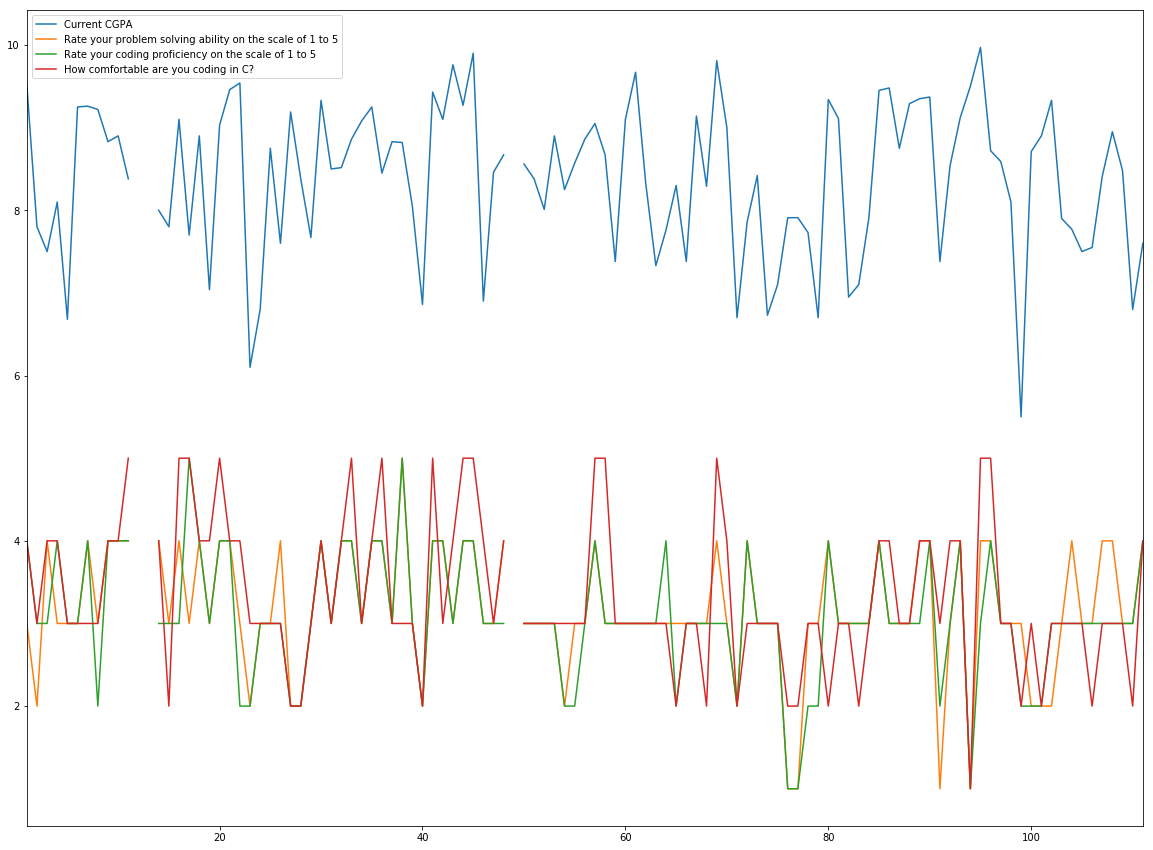 Current CGPA
Rate your problem solving ability on the scale of 1 to 5
Rate your coding proficiency on the scale of 1 to 5
How comfortable are you coding in C?
10
8
6
4
2
20 40 60 80 100